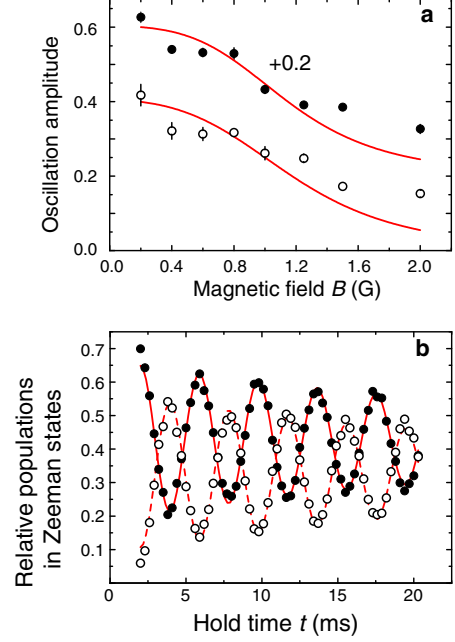 a
0.6
+0.2
0.4
0.2
0.0
Oscillation amplitude
0.0 0.4 0.8 1.2 1.6 2.0
Magnetic field B (G)
b
0.7
0.6
0.5
0.4
0.3
0.2
0.1
Relative populations
in Zeeman states
0 5 10 15 20
Hold time t (ms)